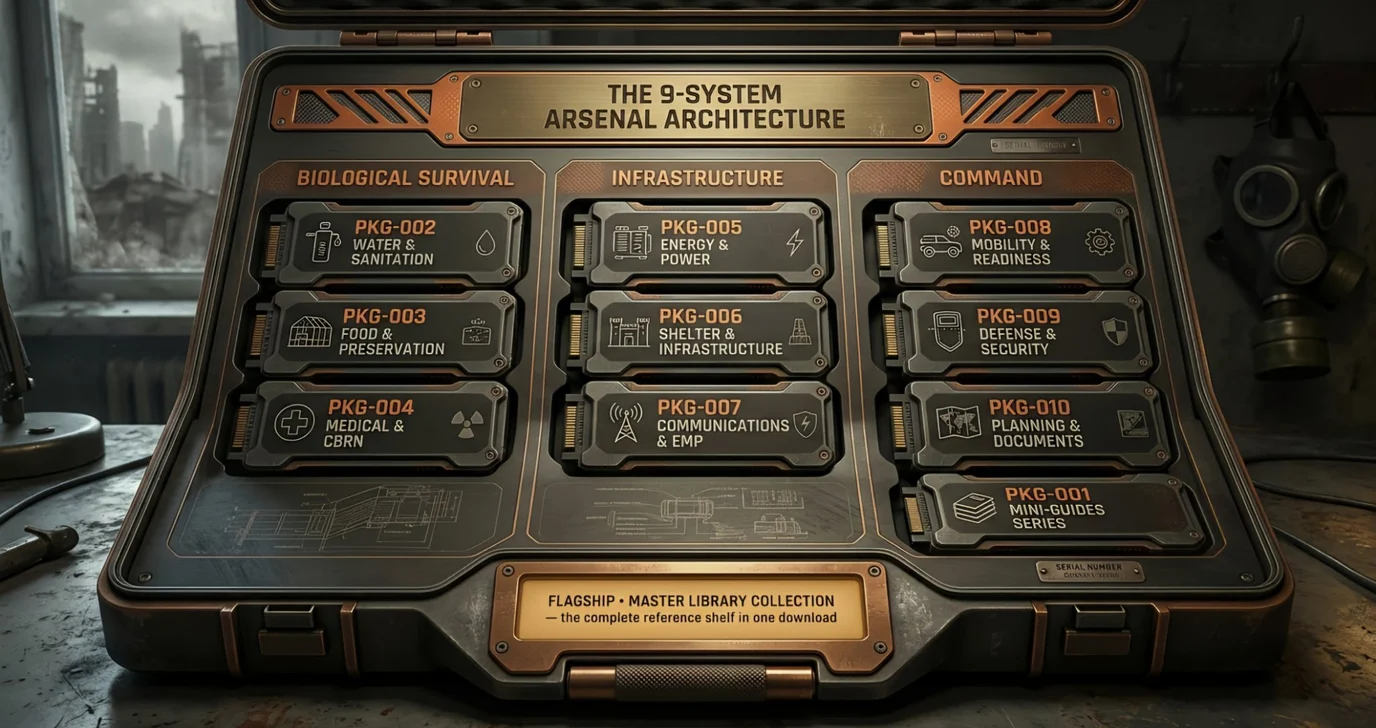 THE 9-SYSTEM
ARSENAL ARCHITECTURE
BIOLOGICAL SURVIVAL
PKG-002
WATER &
SANITATION
PKG-003
FOOD &
PRESERVATION
PKG-004
MEDICAL &
CBRN
INFRASTRUCTURE
PKG-005
ENERGY &
POWER
PKG-006
SHELTER &
INFRASTRUCTURE
PKG-007
COMMUNICATIONS
& EMP
COMMAND
PKG-008
MOBILITY &
READINESS
PKG-009
DEFENSE &
SECURITY
PKG-010
PLANNING &
DOCUMENTS
PKG-001
MINI-GUIDES
SERIES
SERIAL NUMBER
FLAGSHIP • MASTER LIBRARY COLLECTION
— the complete reference shelf in one download